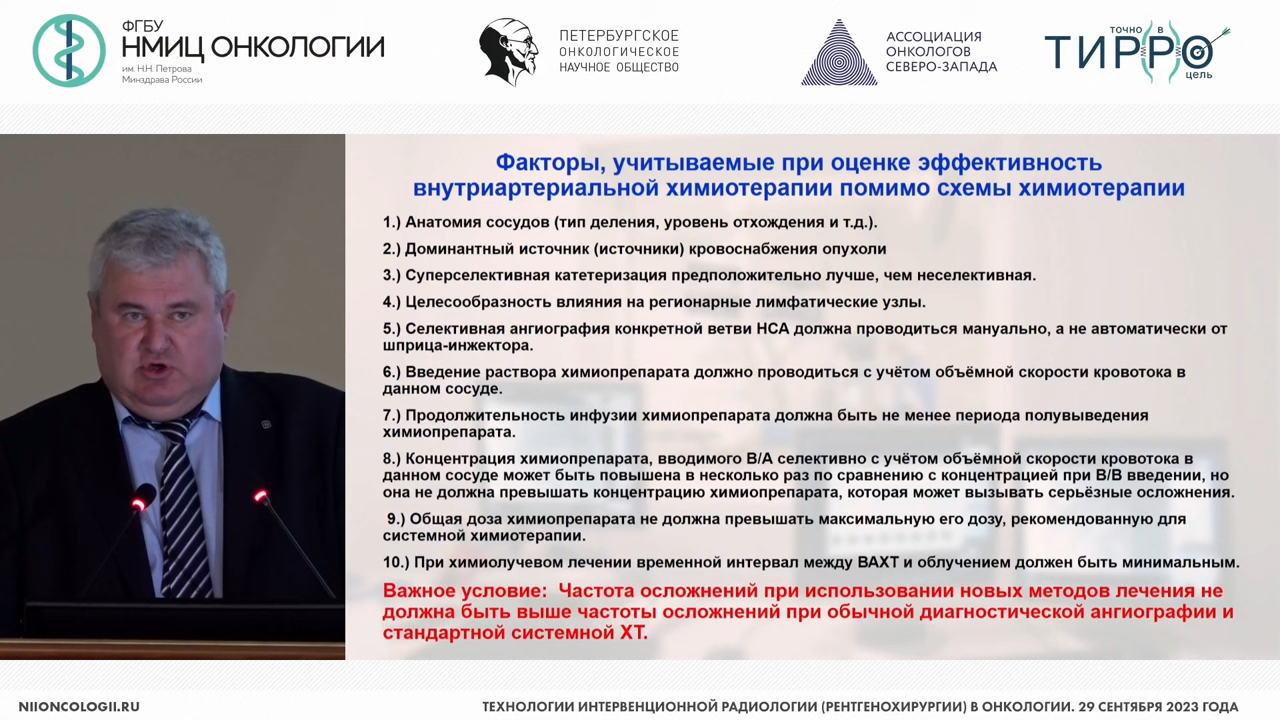 ФГБУ
НМИЦ ОНКОЛОГИИ
им. Н.Н. Петрова
Минздрава России
ПЕТЕРБУРГСКОЕ
ОНКОЛОГИЧЕСКОЕ
НАУЧНОЕ ОБЩЕСТВО
АССОЦИАЦИЯ
ОНКОЛОГОВ
СЕВЕРО-ЗАПАДА
ТОЧНО В
ТИРРО
цель
Факторы, учитываемые при оценке эффективность
внутриартериальной химиотерапии помимо схемы химиотерапии
1.) Анатомия сосудов (тип деления, уровень отхождения и т.д.).
2.) Доминантный источник (источники) кровоснабжения опухоли
3.) Суперселективная катетеризация предположительно лучше, чем неселективная.
4.) Целесообразность влияния на регионарные лимфатические узлы.
5.) Селективная ангиография конкретной ветви НСА должна проводиться мануально, а не автоматически от
шприца-инжектора.
6.) Введение раствора химиопрепарата должно проводиться с учётом объёмной скорости кровотока в
данном сосуде.
7.) Продолжительность инфузии химиопрепарата должна быть не менее периода полувыведения
химиопрепарата.
8.) Концентрация химиопрепарата, вводимого В/А селективно с учётом объёмной скорости кровотока в
данном сосуде может быть повышена в несколько раз по сравнению с концентрацией при В/В введении, но
она не должна превышать концентрацию химиопрепарата, которая может вызывать серьёзные осложнения.
9.) Общая доза химиопрепарата не должна превышать максимальную его дозу, рекомендованную для
системной химиотерапии.
10.) При химиолучевом лечении временной интервал между ВАХТ и облучением должен быть минимальным.
Важное условие: Частота осложнений при использовании новых методов лечения не
должна быть выше частоты осложнений при обычной диагностической ангиографии и
стандартной системной ХТ.
NIIONCOLOGII.RU
ТЕХНОЛОГИИ ИНТЕРВЕНЦИОННОЙ РАДИОЛОГИИ (РЕНТГЕНОХИРУРГИИ) В ОНКОЛОГИИ. 29 СЕНТЯБРЯ 2023 ГОДА